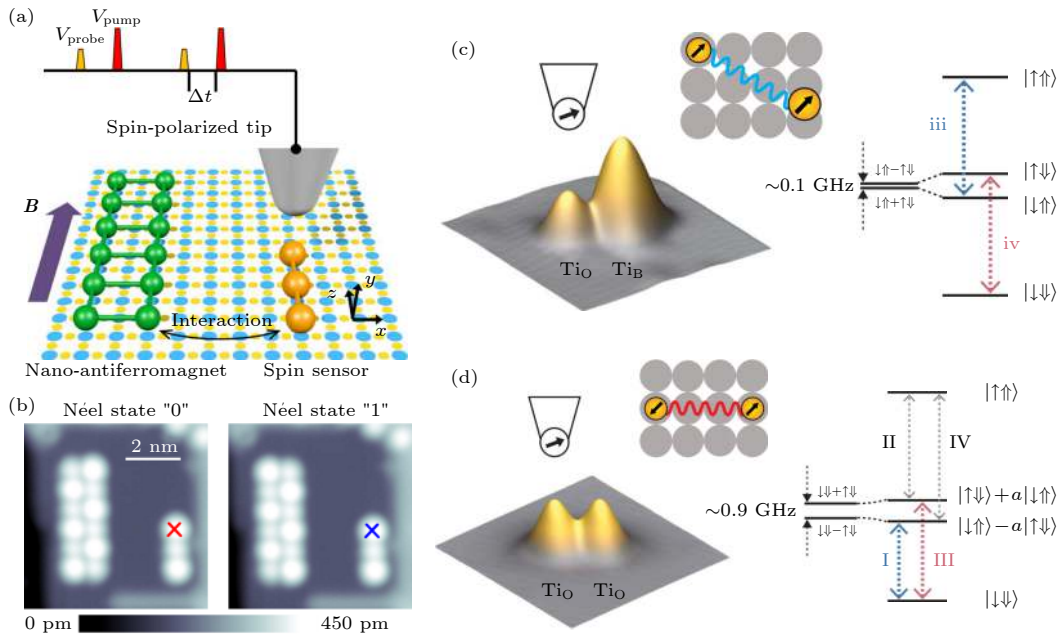 (a)
V_pump
V_probe
Δt
Spin-polarized tip
B
z
y
x
Interaction
Nano-antiferromagnet
Spin sensor
(b)
Néel state "0"
Néel state "1"
2 nm
0 pm
450 pm
(c)
Ti_O
Ti_B
|↑⇑⟩
iii
↓⇑−↑⇓
|↑⇓⟩
~0.1 GHz
↓⇑+↑⇓
|↓⇑⟩
iv
|↓⇓⟩
(d)
Ti_O
Ti_O
|↑⇑⟩
II
IV
↓⇓+↑⇓
|↑⇓⟩+a|↓⇑⟩
~0.9 GHz
↓⇓−↑⇓
|↓⇑⟩−a|↑⇓⟩
I
III
|↓⇓⟩